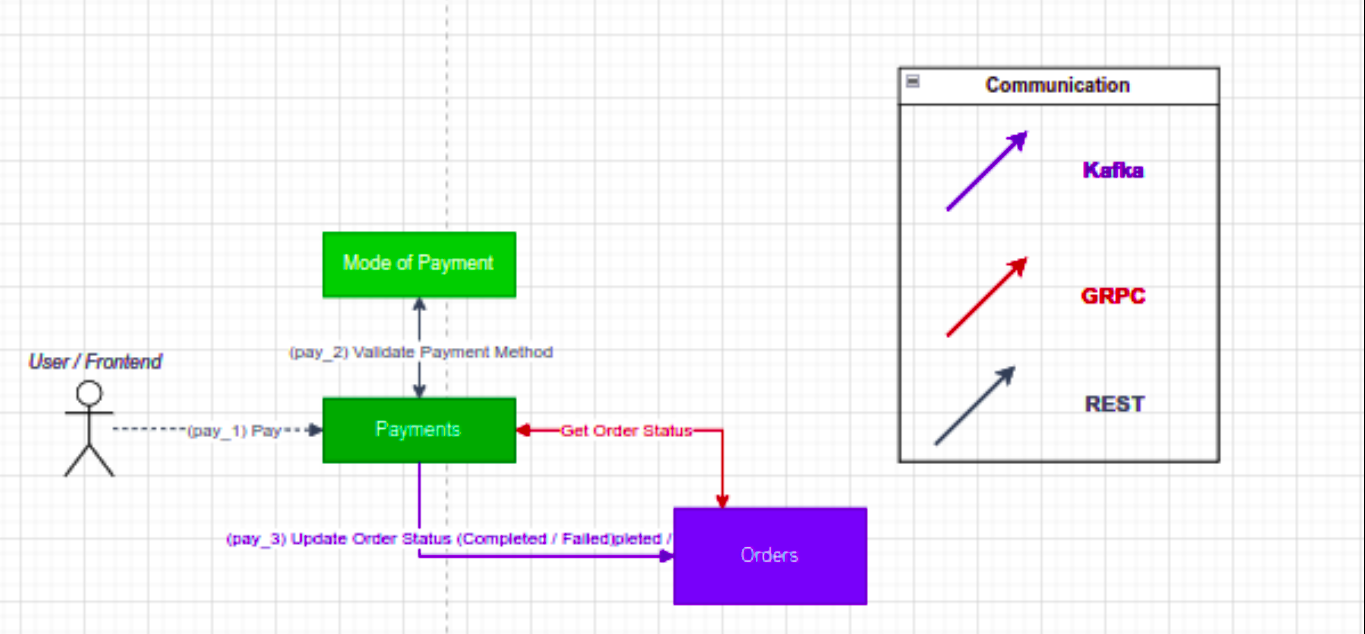 Communication
Kafka
GRPC
REST
Mode of Payment
(pay_2) Validate Payment Method
User / Frontend
(pay_1) Pay
Payments
Get Order Status
(pay_3) Update Order Status (Completed / Failed)pleted /
Orders